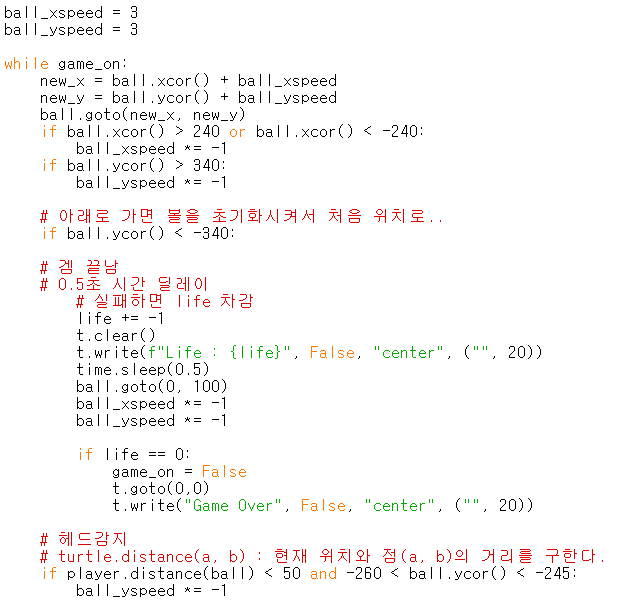 ball_xspeed = 3
ball_yspeed = 3
while game_on:
    new_x = ball.xcor() + ball_xspeed
    new_y = ball.ycor() + ball_yspeed
    ball.goto(new_x, new_y)
    if ball.xcor() > 240 or ball.xcor() < -240:
        ball_xspeed *= -1
    if ball.ycor() > 340:
        ball_yspeed *= -1
    # 아래로 가면 볼을 초기화시켜서 처음 위치로..
    if ball.ycor() < -340:
    # 겜 끝남
    # 0.5초 시간 딜레이
        # 실패하면 life 차감
        life += -1
        t.clear()
        t.write(f"Life : {life}", False, "center", ("", 20))
        time.sleep(0.5)
        ball.goto(0, 100)
        ball_xspeed *= -1
        ball_yspeed *= -1
        if life == 0:
            game_on = False
            t.goto(0,0)
            t.write("Game Over", False, "center", ("", 20))
    # 헤드감지
    # turtle.distance(a, b) : 현재 위치와 점(a, b)의 거리를 구한다.
    if player.distance(ball) < 50 and -260 < ball.ycor() < -245:
        ball_yspeed *= -1